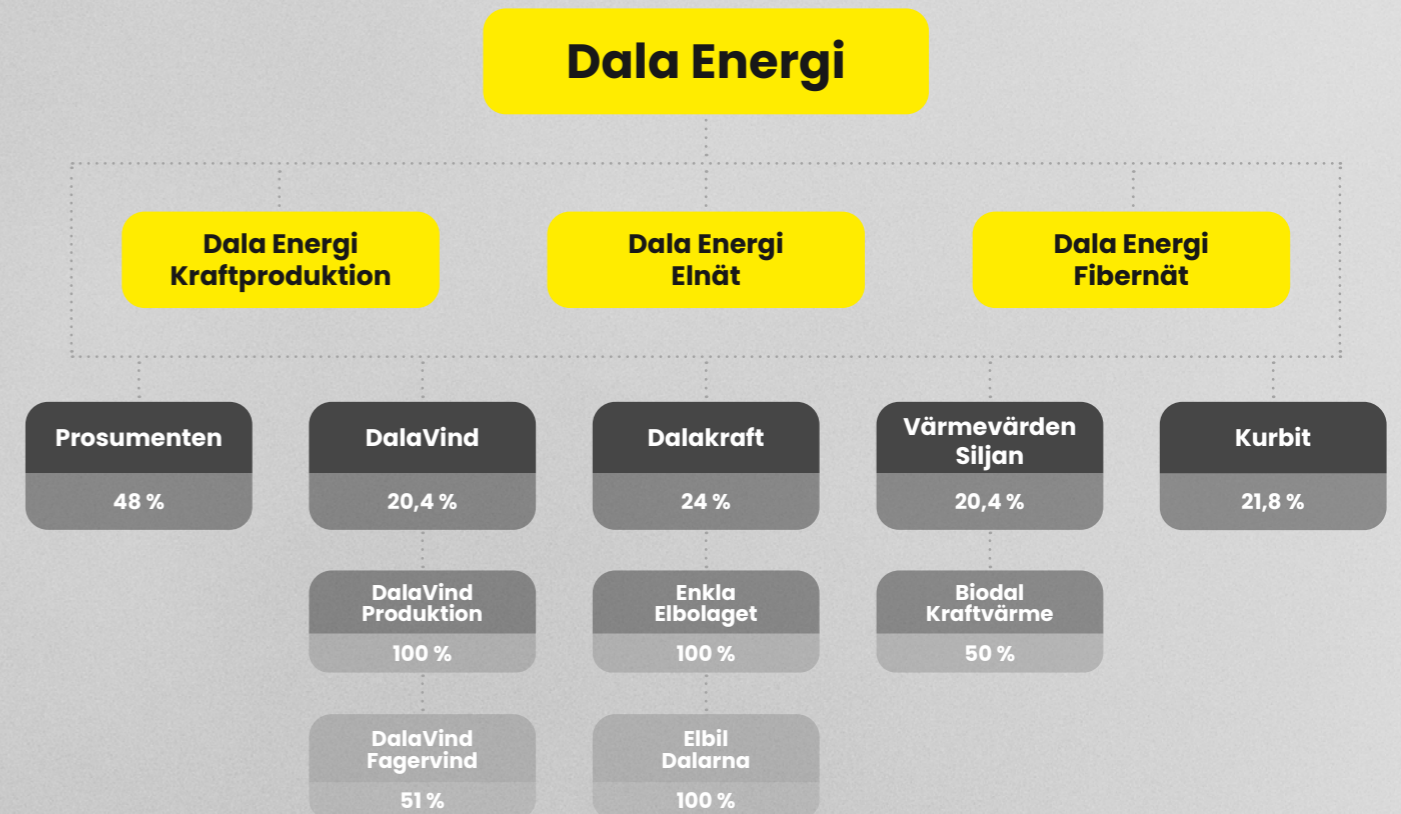 Dala Energi
Dala Energi
Kraftproduktion
Dala Energi
Elnät
Dala Energi
Fibernät
Prosumenten
48 %
DalaVind
20,4 %
Dalakraft
24 %
Värmevärden
Siljan
20,4 %
Kurbit
21,8 %
DalaVind
Produktion
100 %
Enkla
Elbolaget
100 %
Biodal
Kraftvärme
50 %
DalaVind
Fagervind
51 %
Elbil
Dalarna
100 %